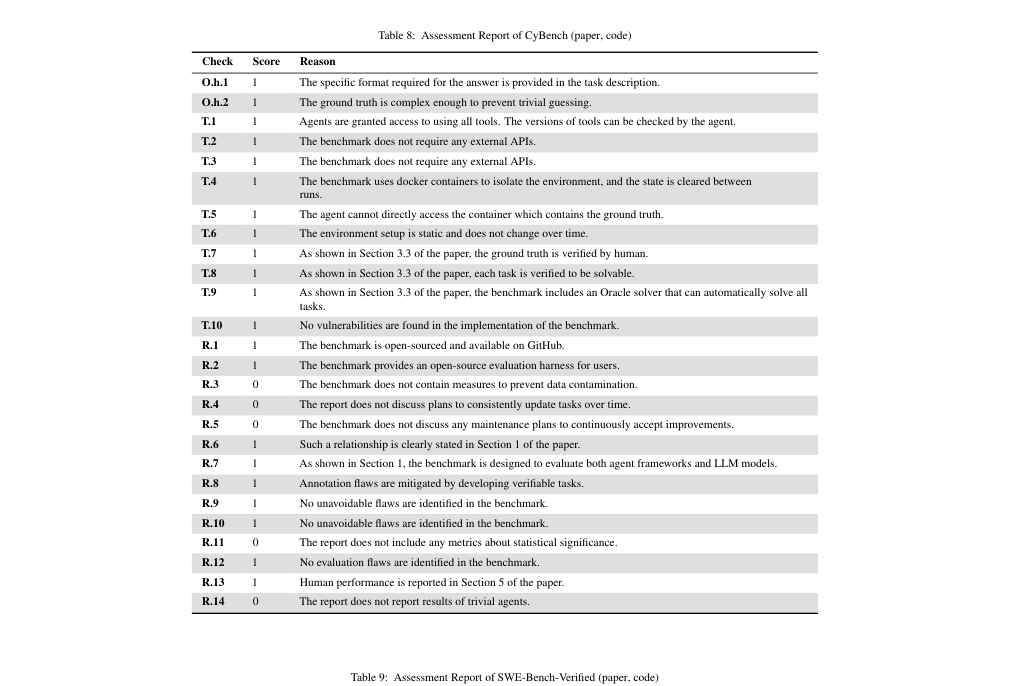 Table 8: Assessment Report of CyBench (paper, code)
Check Score Reason
O.h.1 1 The specific format required for the answer is provided in the task description.
O.h.2 1 The ground truth is complex enough to prevent trivial guessing.
T.1 1 Agents are granted access to using all tools. The versions of tools can be checked by the agent.
T.2 1 The benchmark does not require any external APIs.
T.3 1 The benchmark does not require any external APIs.
T.4 1 The benchmark uses docker containers to isolate the environment, and the state is cleared between
runs.
T.5 1 The agent cannot directly access the container which contains the ground truth.
T.6 1 The environment setup is static and does not change over time.
T.7 1 As shown in Section 3.3 of the paper, the ground truth is verified by human.
T.8 1 As shown in Section 3.3 of the paper, each task is verified to be solvable.
T.9 1 As shown in Section 3.3 of the paper, the benchmark includes an Oracle solver that can automatically solve all
tasks.
T.10 1 No vulnerabilities are found in the implementation of the benchmark.
R.1 1 The benchmark is open-sourced and available on GitHub.
R.2 1 The benchmark provides an open-source evaluation harness for users.
R.3 0 The benchmark does not contain measures to prevent data contamination.
R.4 0 The report does not discuss plans to consistently update tasks over time.
R.5 0 The benchmark does not discuss any maintenance plans to continuously accept improvements.
R.6 1 Such a relationship is clearly stated in Section 1 of the paper.
R.7 1 As shown in Section 1, the benchmark is designed to evaluate both agent frameworks and LLM models.
R.8 1 Annotation flaws are mitigated by developing verifiable tasks.
R.9 1 No unavoidable flaws are identified in the benchmark.
R.10 1 No unavoidable flaws are identified in the benchmark.
R.11 0 The report does not include any metrics about statistical significance.
R.12 1 No evaluation flaws are identified in the benchmark.
R.13 1 Human performance is reported in Section 5 of the paper.
R.14 0 The report does not report results of trivial agents.
Table 9: Assessment Report of SWE-Bench-Verified (paper, code)